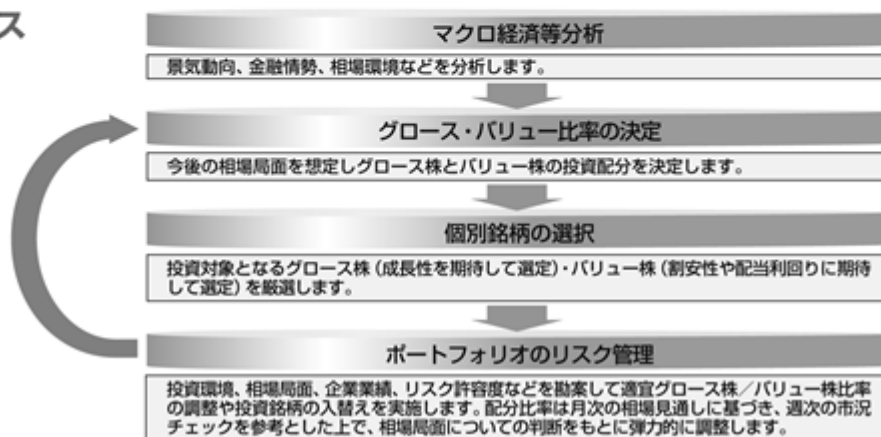 ス
マクロ経済等分析
景気動向、金融情勢、相場環境などを分析します。
グロース・バリュー比率の決定
今後の相場局面を想定しグロース株とバリュー株の投資配分を決定します。
個別銘柄の選択
投資対象となるグロース株(成長性を期待して選定)・バリュー株(割安性や配当利回りに期待
して選定)を厳選します。
ポートフォリオのリスク管理
投資環境、相場局面、企業業績、リスク許容度などを勘案して適宜グロース株/バリュー株比率
の調整や投資銘柄の入替えを実施します。配分比率は月次の相場見通しに基づき、週次の市況
チェックを参考とした上で、相場局面についての判断をもとに弾力的に調整します。